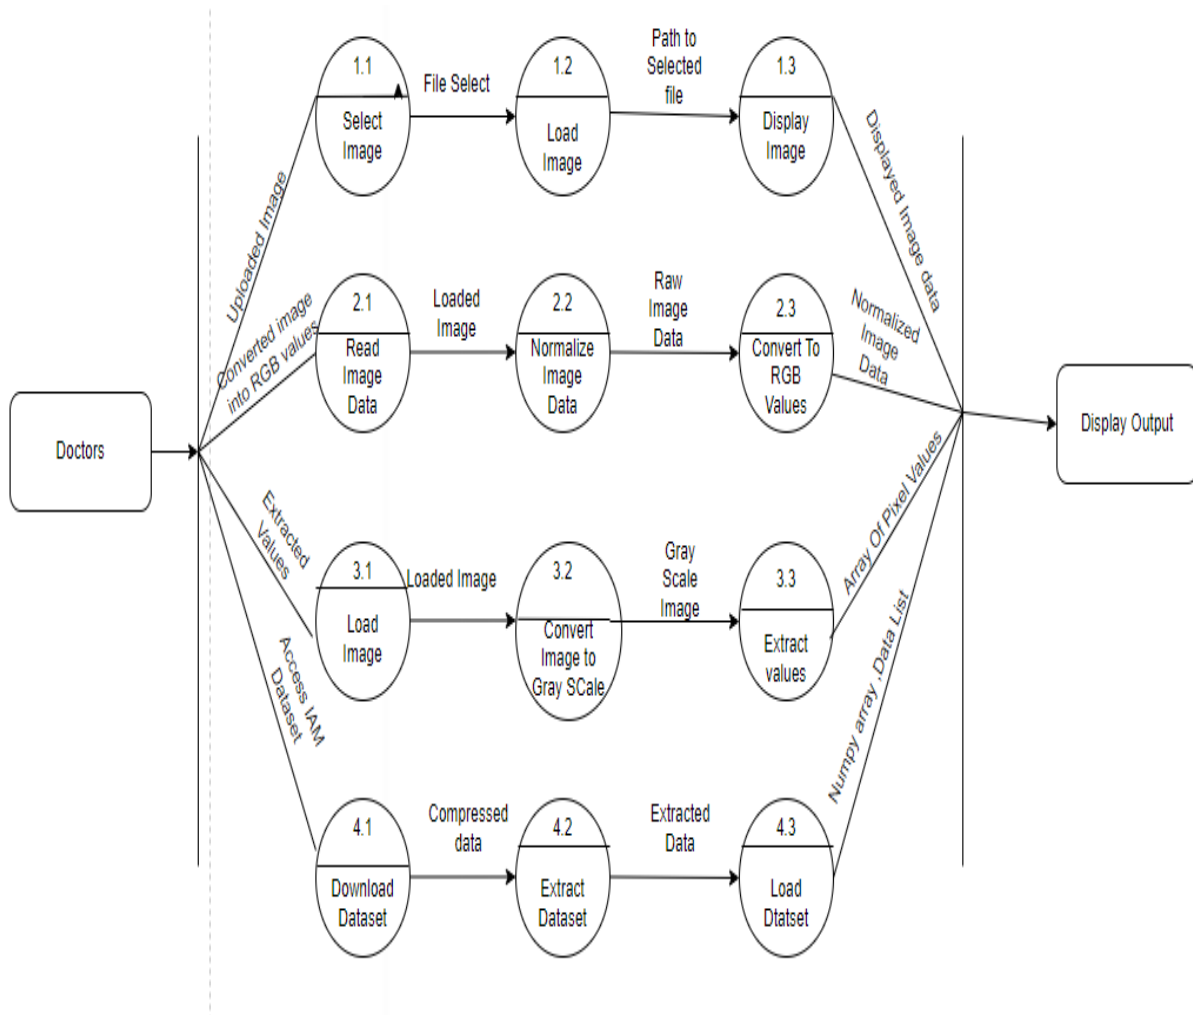 1.1
Select
Image
File Select
1.2
Load
Image
Path to
Selected
file
1.3
Display
Image
Uploaded Image
Displayed Image data
Converted image
into RGB values
2.1
Read
Image
Data
Loaded
Image
2.2
Normalize
Image
Data
Raw
Image
Data
2.3
Convert To
RGB
Values
Normalized
Image
Data
Doctors
Display Output
Extracted
Values
3.1
Load
Image
Loaded Image
3.2
Convert
Image to
Gray SCale
Gray
Scale
Image
3.3
Extract
values
Array Of Pixel Values
Access IAM
Dataset
4.1
Download
Dataset
Compressed
data
4.2
Extract
Dataset
Extracted
Data
4.3
Load
Dtatset
Numpy array ,Data List